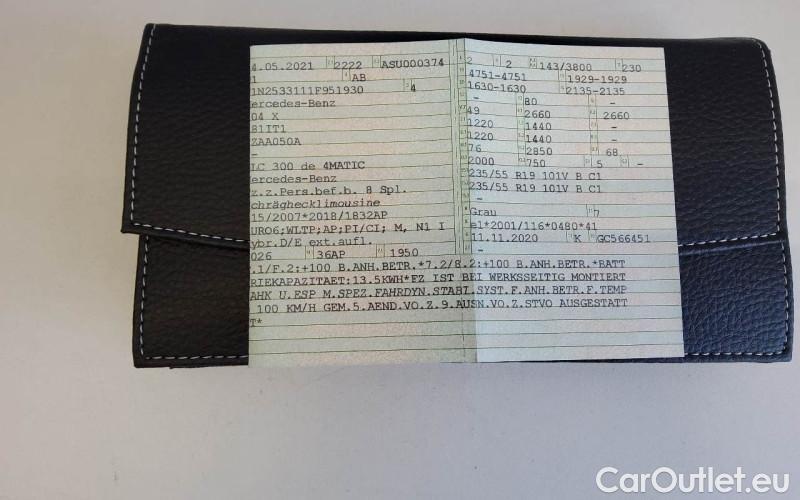 4.05.2021 2222 ASU000374
1 AB
1N2533111F951930 4
ercedes-Benz
04 X
81IT1
ZAA050A
-
LC 300 de 4MATIC
ercedes-Benz
z.z.Pers.bef.b. 8 Spl.
chräghecklimousine
15/2007*2018/1832AP
URO6;WLTP;AP;PI/CI; M, N1 I
ybr.D/E ext.aufl.
026 36AP 1950
2 2 143/3800 230
4751-4751 1929-1929
1630-1630 2135-2135
- 80 -
49 2660 2660
1220 1440 -
1220 1440 -
76 2850 68
2000 750 5 -
235/55 R19 101V B C1
235/55 R19 101V B C1
-
Grau 7
e1*2001/116*0480*41
11.11.2020 K GC566451
.1/F.2:+100 B.ANH.BETR.*7.2/8.2:+100 B.ANH.BETR.*BATT
RIEKAPAZITAET:13.5KWH*FZ IST BEI WERKSSEITIG MONTIERT
AHK U.ESP M.SPEZ.FAHRDYN.STABI.SYST.F.ANH.BETR.F.TEMP
100 KM/H GEM.5.AEND.VO.Z.9.AUSN.VO.Z.STVO AUSGESTATT
T*
CarOutlet.eu